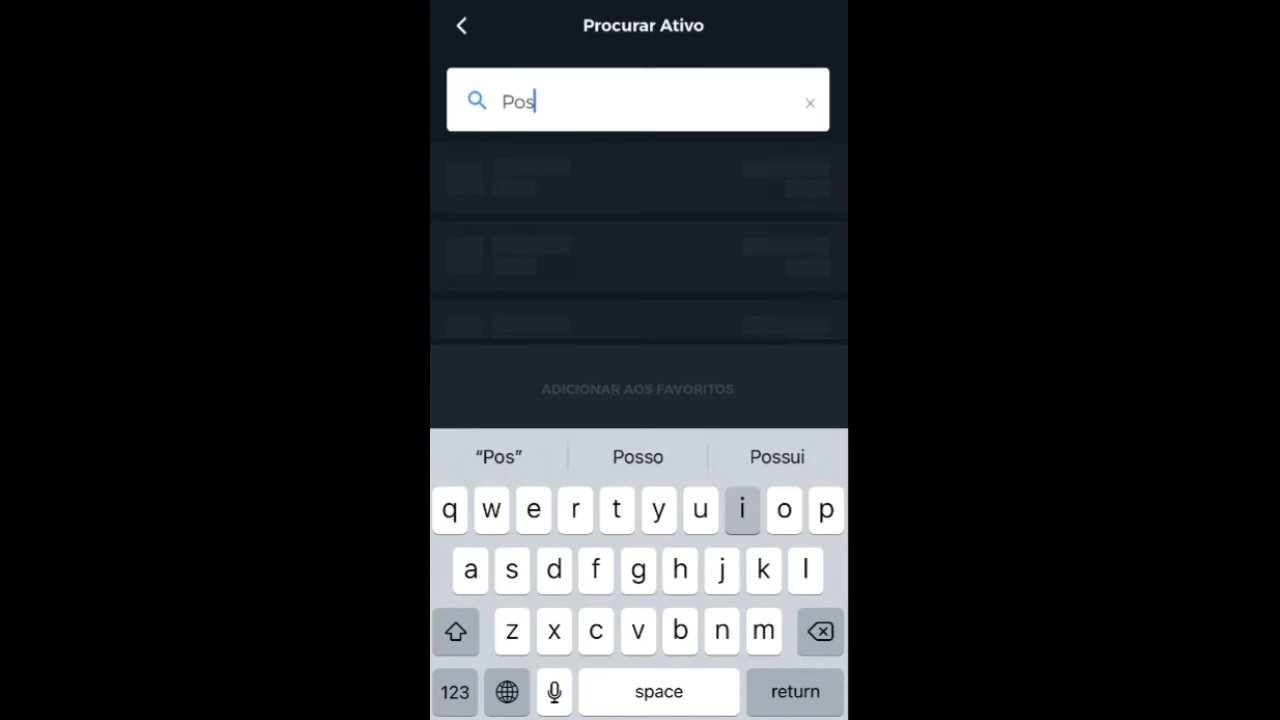 Procurar Ativo
Pos
x
ADICIONAR AOS FAVORITOS
“Pos” Posso Possui
q w e r t y u i o p
a s d f g h j k l
z x c v b n m
123 space return